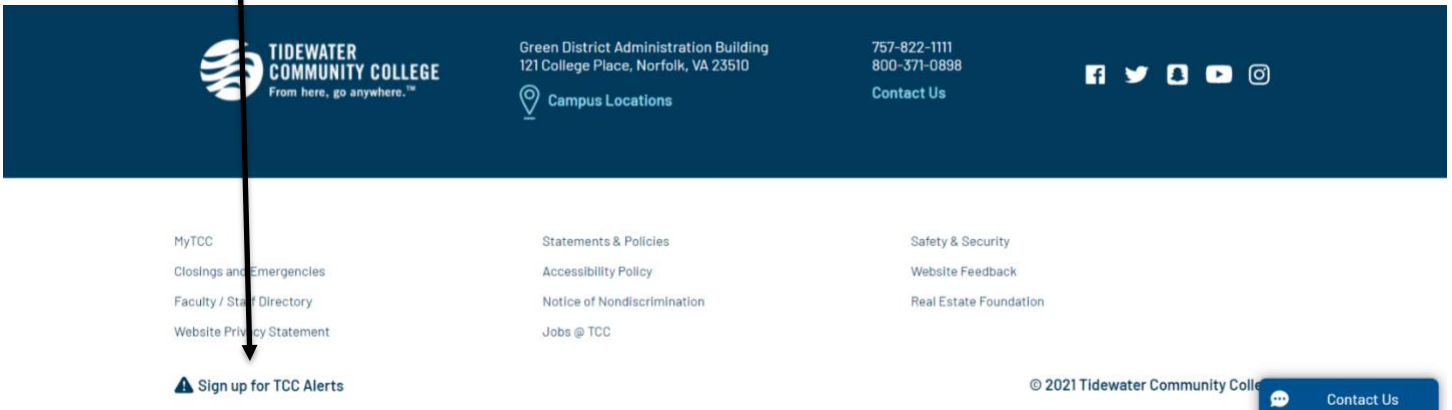 TIDEWATER
COMMUNITY COLLEGE
From here, go anywhere.™
Green District Administration Building
121 College Place, Norfolk, VA 23510
Campus Locations
757-822-1111
800-371-0898
Contact Us
MyTCC
Closings and Emergencies
Faculty / Staff Directory
Website Privacy Statement
Statements & Policies
Accessibility Policy
Notice of Nondiscrimination
Jobs @ TCC
Safety & Security
Website Feedback
Real Estate Foundation
Sign up for TCC Alerts
© 2021 Tidewater Community Colle
Contact Us